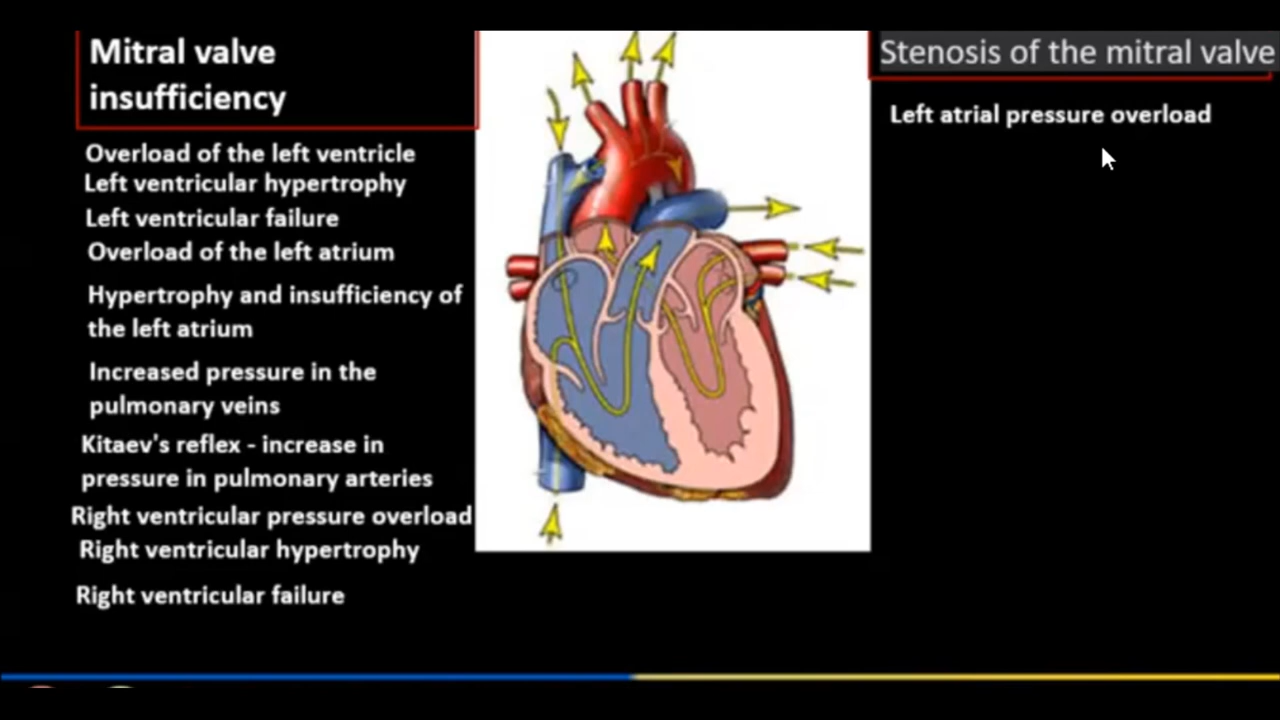 Mitral valve
insufficiency
Overload of the left ventricle
Left ventricular hypertrophy
Left ventricular failure
Overload of the left atrium
Hypertrophy and insufficiency of
the left atrium
Increased pressure in the
pulmonary veins
Kitaev's reflex - increase in
pressure in pulmonary arteries
Right ventricular pressure overload
Right ventricular hypertrophy
Right ventricular failure
Stenosis of the mitral valve
Left atrial pressure overload